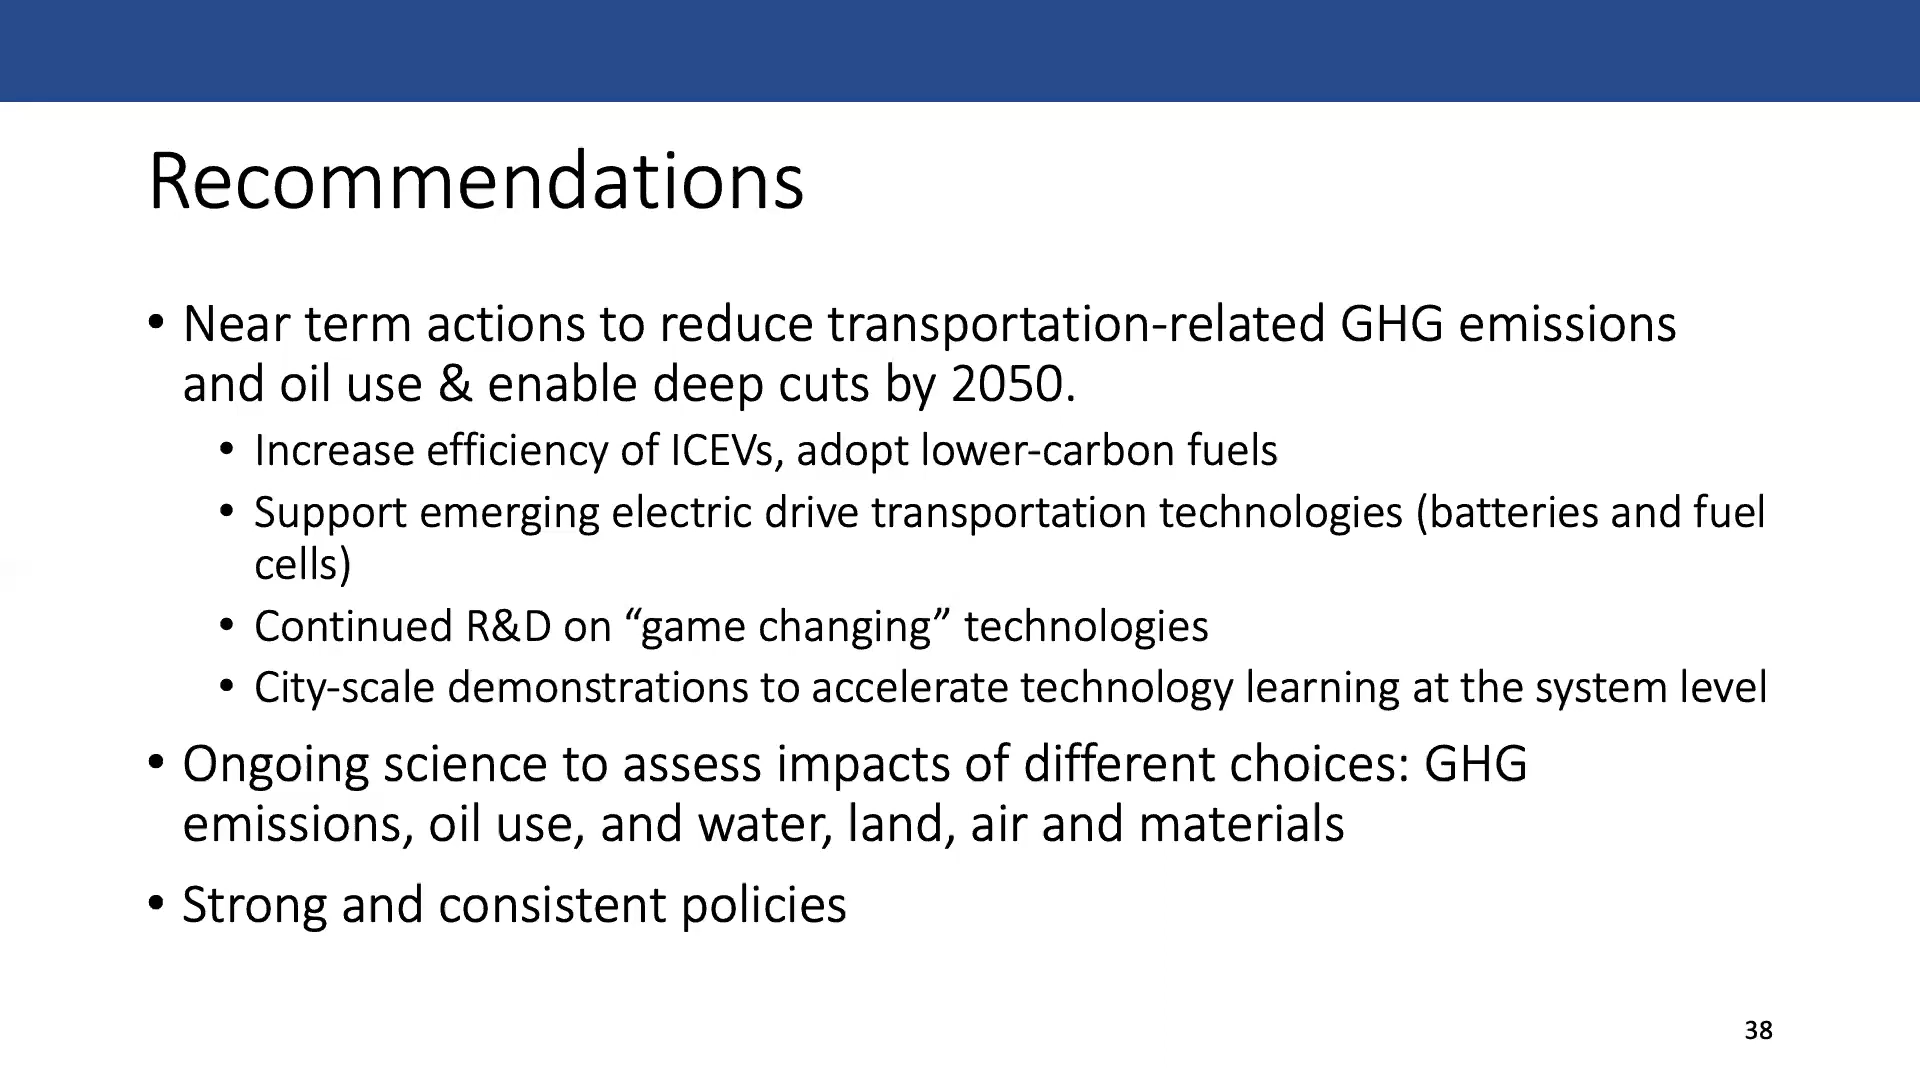 Recommendations
• Near term actions to reduce transportation-related GHG emissions
and oil use & enable deep cuts by 2050.
• Increase efficiency of ICEVs, adopt lower-carbon fuels
• Support emerging electric drive transportation technologies (batteries and fuel
cells)
• Continued R&D on “game changing” technologies
• City-scale demonstrations to accelerate technology learning at the system level
• Ongoing science to assess impacts of different choices: GHG
emissions, oil use, and water, land, air and materials
• Strong and consistent policies
38